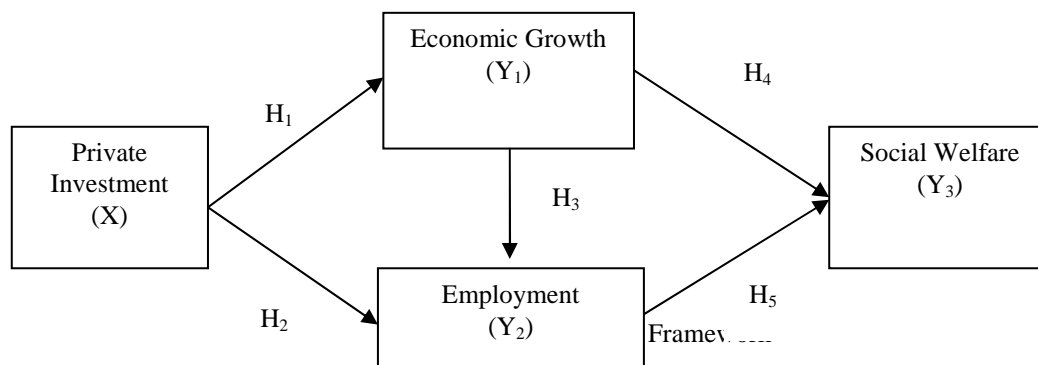 Economic Growth
(Y₁)
H₄
H₁
Private
Investment
(X)
Social Welfare
(Y₃)
H₃
Employment
(Y₂)
H₂
H₅